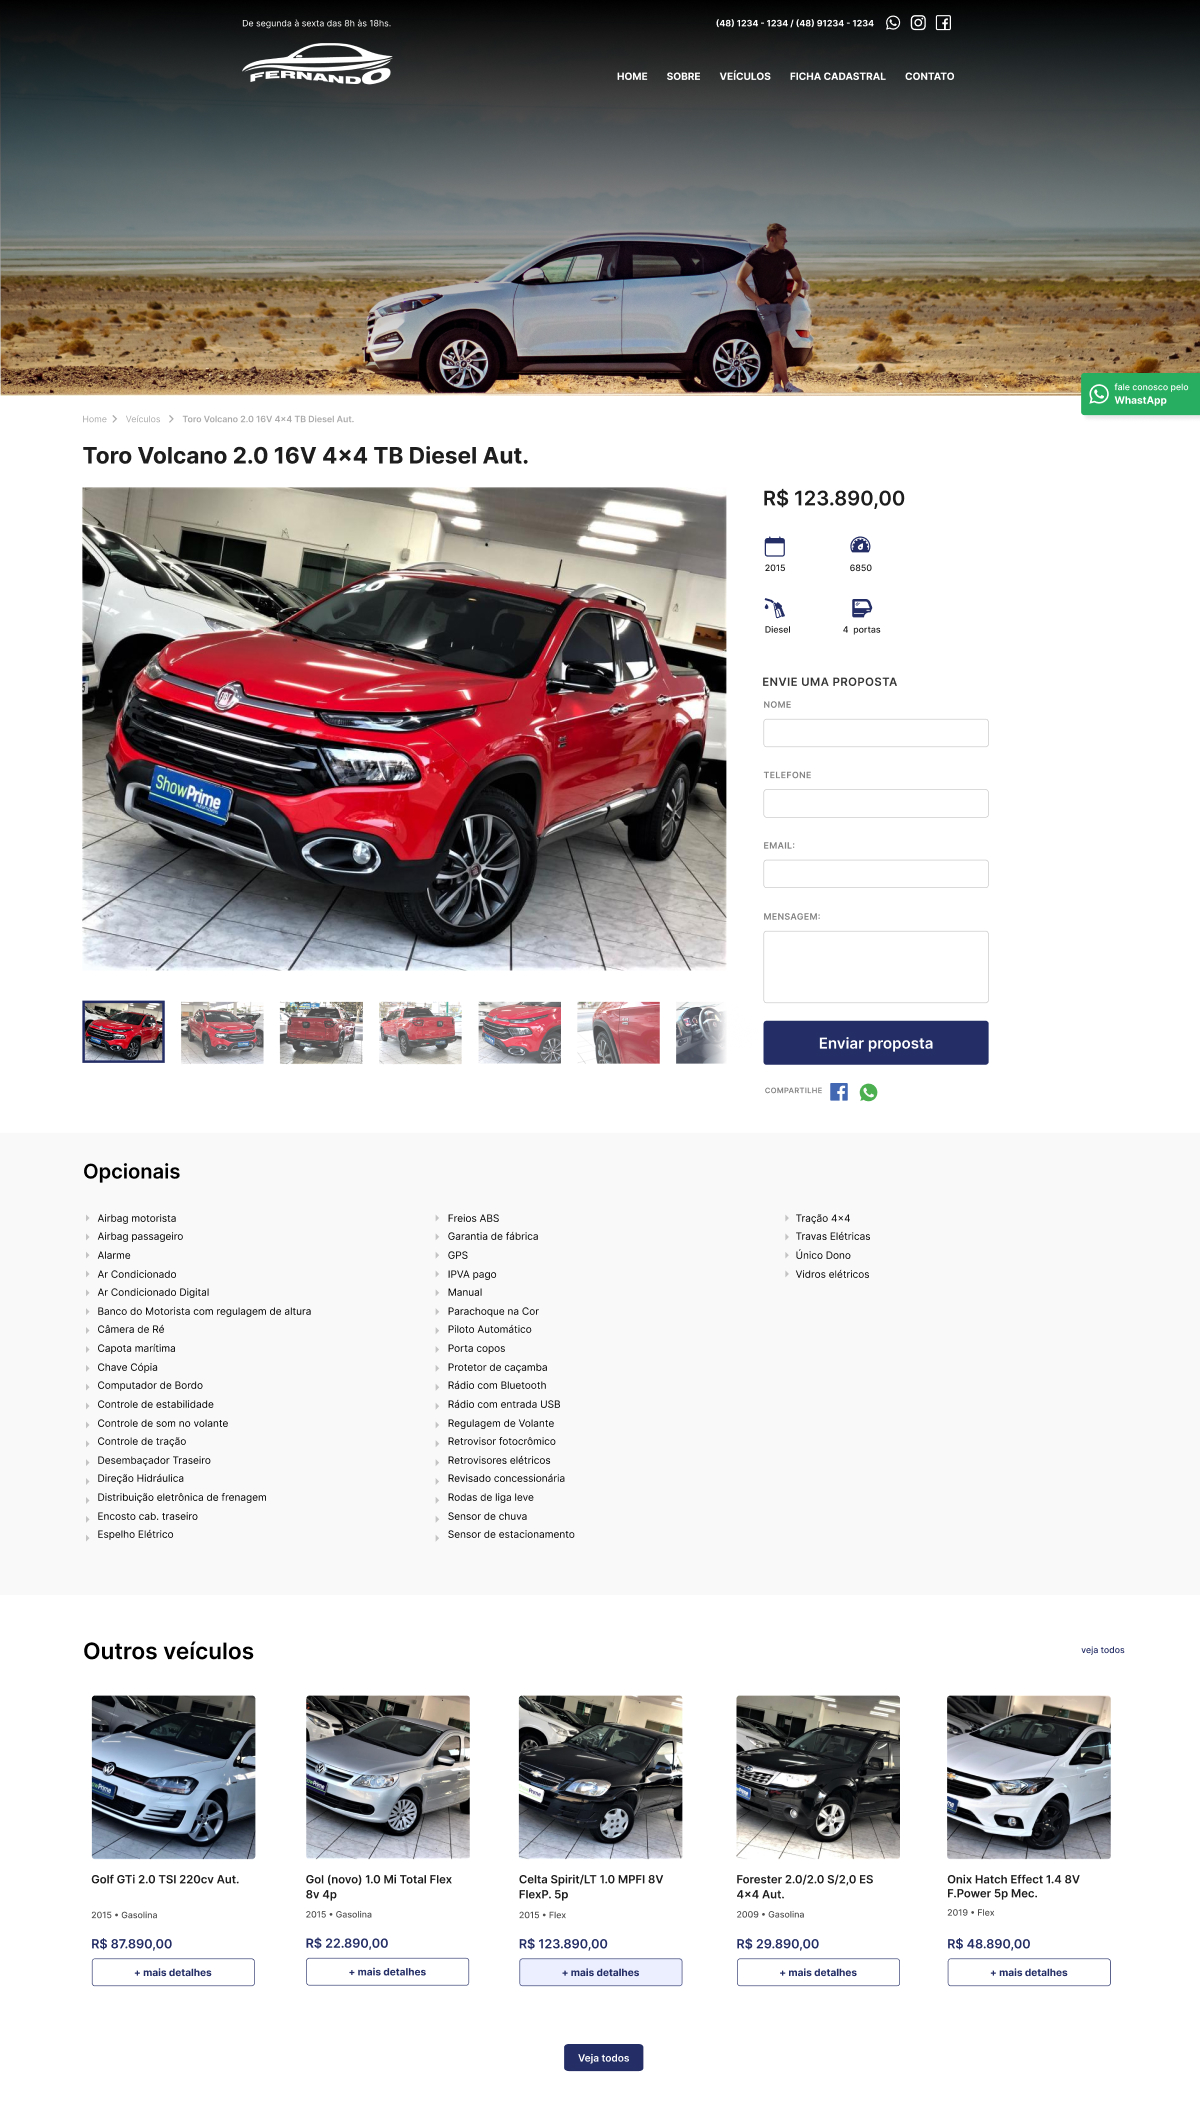 De segunda à sexta das 8h às 18hs.
(48) 1234 - 1234 / (48) 91234 - 1234
FERNANDO
HOME SOBRE VEÍCULOS FICHA CADASTRAL CONTATO
fale conosco pelo
WhastApp
Home Veículos Toro Volcano 2.0 16V 4x4 TB Diesel Aut.
Toro Volcano 2.0 16V 4x4 TB Diesel Aut.
2.0
FIAT
ShowPrime
R$ 123.890,00
2015 6850
Diesel 4 portas
ENVIE UMA PROPOSTA
NOME
TELEFONE
EMAIL:
MENSAGEM:
Enviar proposta
COMPARTILHE
Opcionais
Airbag motorista
Airbag passageiro
Alarme
Ar Condicionado
Ar Condicionado Digital
Banco do Motorista com regulagem de altura
Câmera de Ré
Capota marítima
Chave Cópia
Computador de Bordo
Controle de estabilidade
Controle de som no volante
Controle de tração
Desembaçador Traseiro
Direção Hidráulica
Distribuição eletrônica de frenagem
Encosto cab. traseiro
Espelho Elétrico
Freios ABS
Garantia de fábrica
GPS
IPVA pago
Manual
Parachoque na Cor
Piloto Automático
Porta copos
Protetor de caçamba
Rádio com Bluetooth
Rádio com entrada USB
Regulagem de Volante
Retrovisor fotocrômico
Retrovisores elétricos
Revisado concessionária
Rodas de liga leve
Sensor de chuva
Sensor de estacionamento
Tração 4x4
Travas Elétricas
Único Dono
Vidros elétricos
Outros veículos
veja todos
Golf GTi 2.0 TSI 220cv Aut.
2015 • Gasolina
R$ 87.890,00
+ mais detalhes
Gol (novo) 1.0 Mi Total Flex
8v 4p
2015 • Gasolina
R$ 22.890,00
+ mais detalhes
Celta Spirit/LT 1.0 MPFI 8V
FlexP. 5p
2015 • Flex
R$ 123.890,00
+ mais detalhes
Forester 2.0/2.0 S/2,0 ES
4x4 Aut.
2009 • Gasolina
R$ 29.890,00
+ mais detalhes
Onix Hatch Effect 1.4 8V
F.Power 5p Mec.
2019 • Flex
R$ 48.890,00
+ mais detalhes
Veja todos